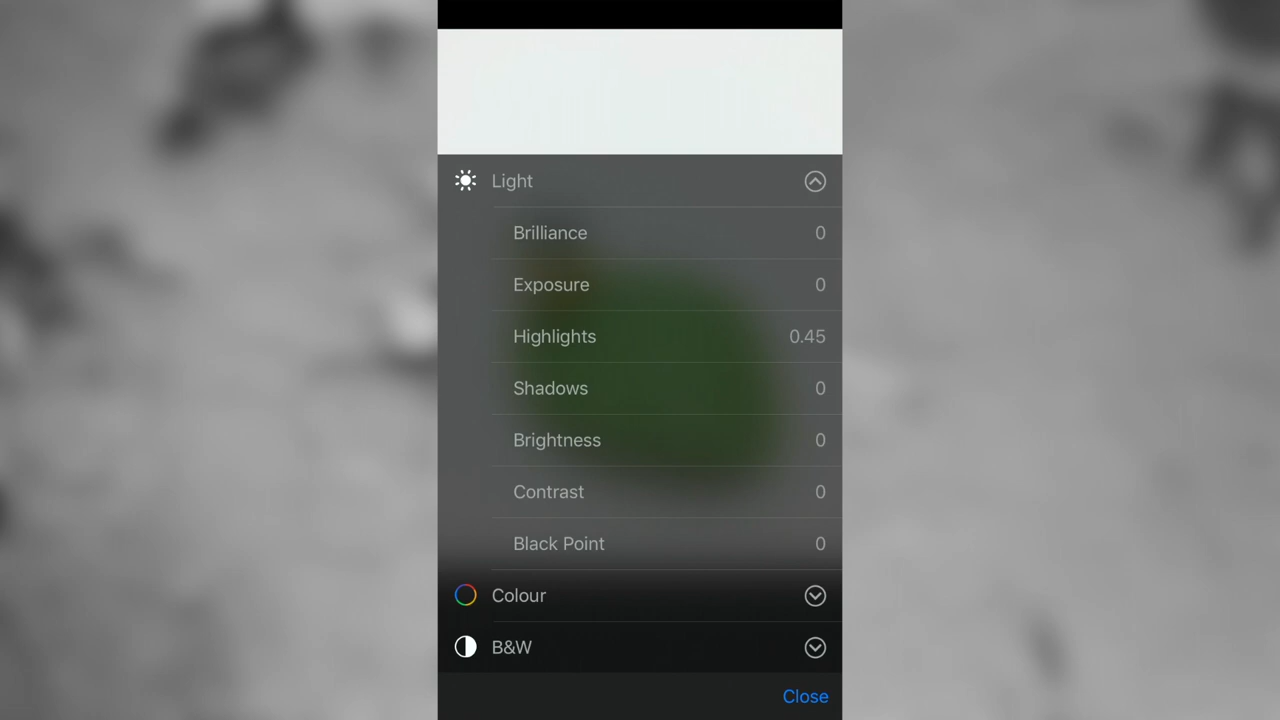 Light
Brilliance 0
Exposure 0
Highlights 0.45
Shadows 0
Brightness 0
Contrast 0
Black Point 0
Colour
B&W
Close